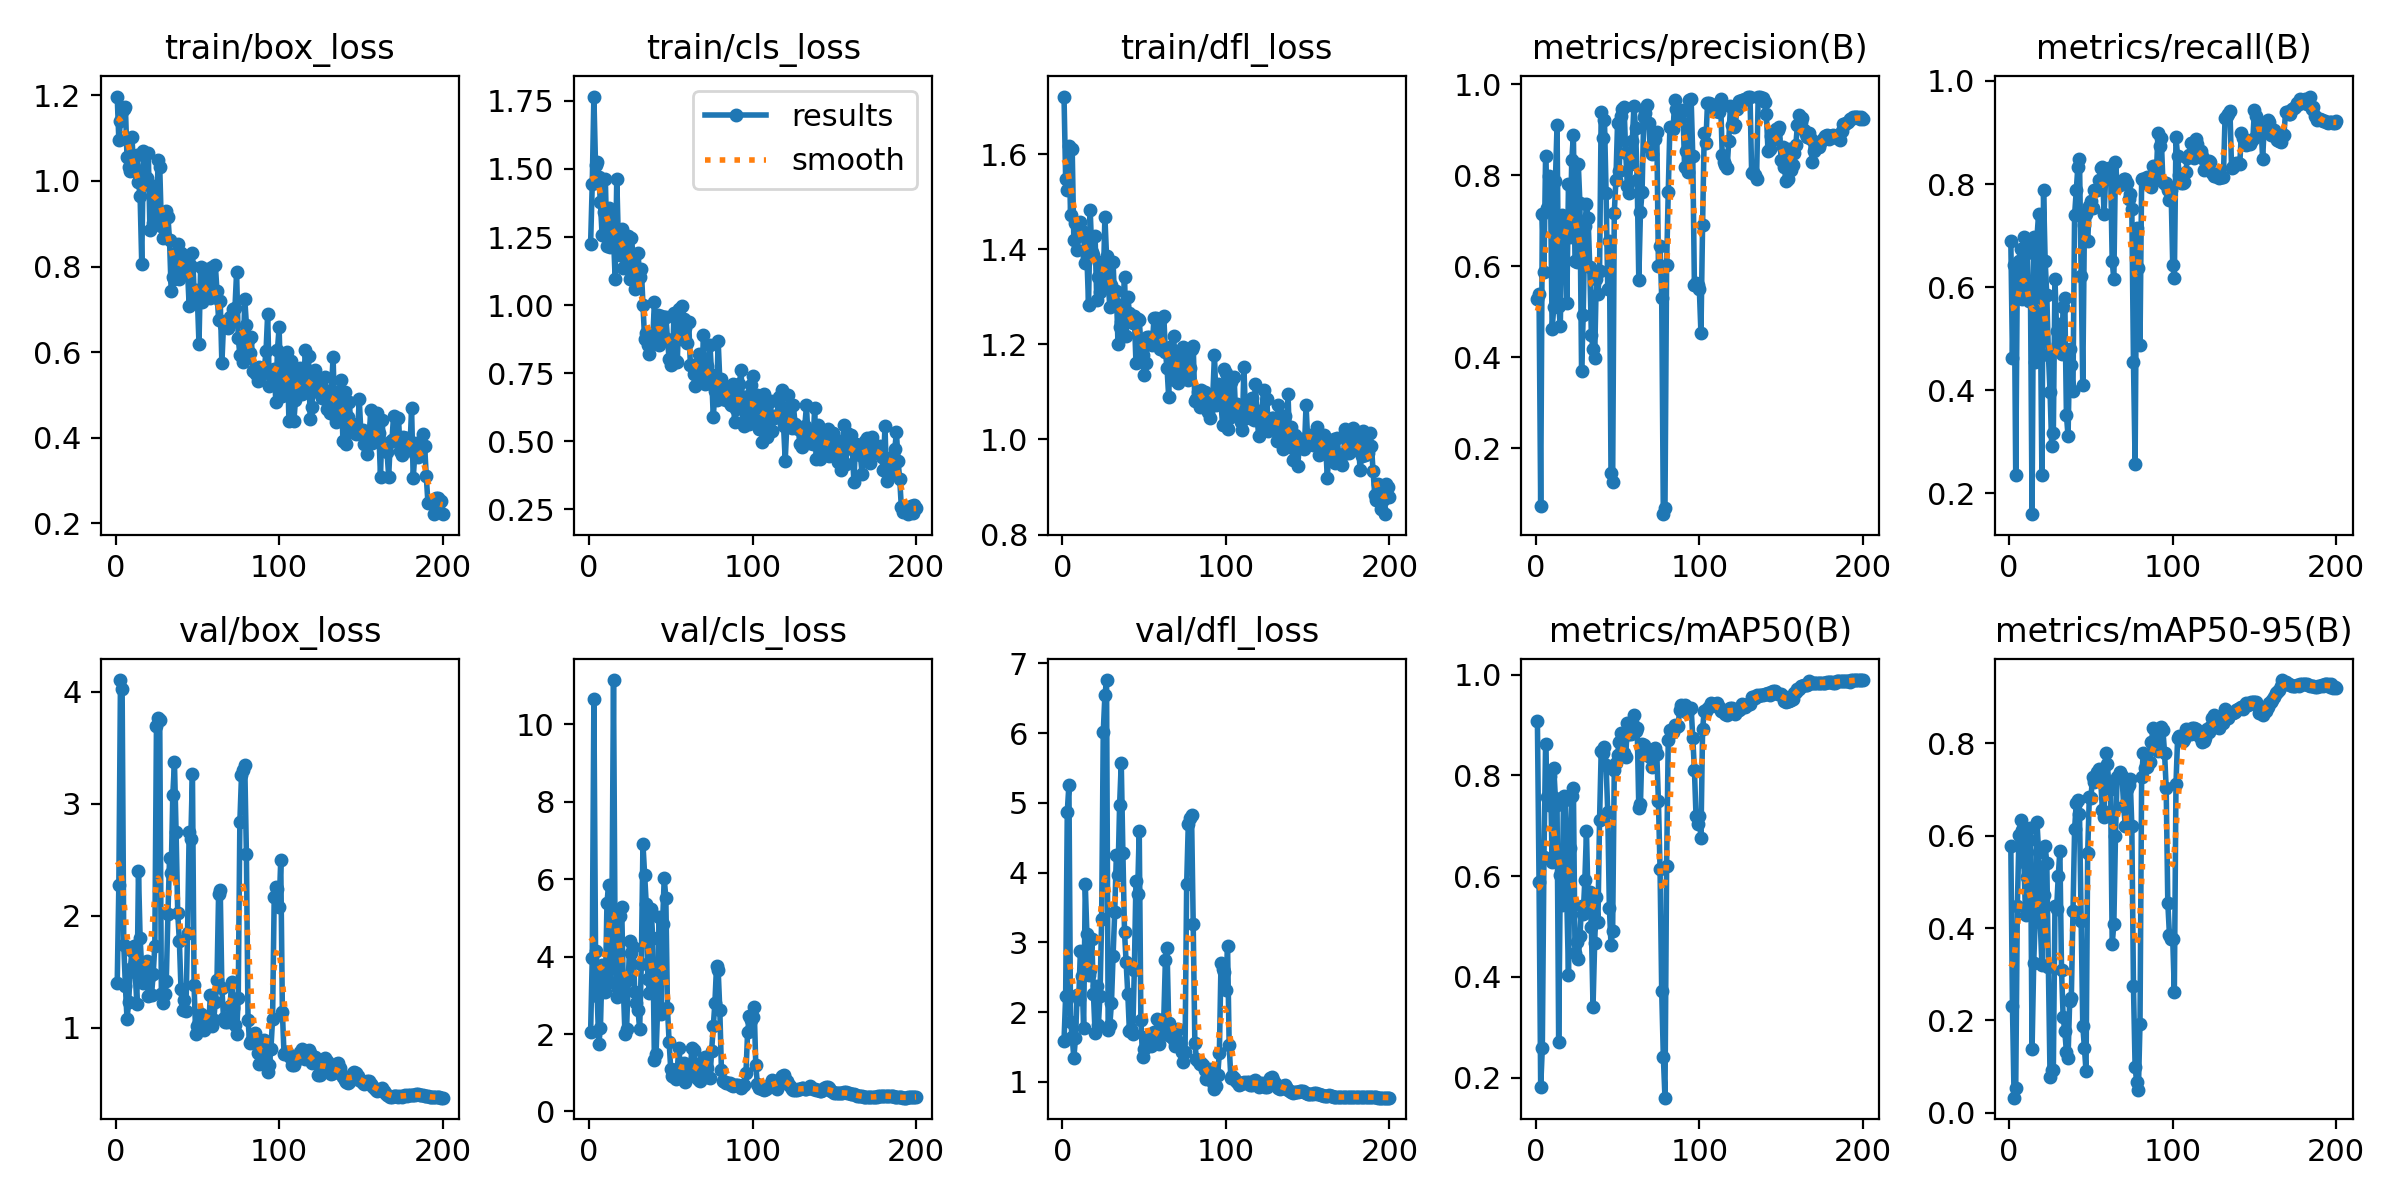 train/box_loss
1.2
1.0
0.8
0.6
0.4
0.2
0 100 200
train/cls_loss
results
smooth
1.75
1.50
1.25
1.00
0.75
0.50
0.25
0 100 200
train/dfl_loss
1.6
1.4
1.2
1.0
0.8
0 100 200
metrics/precision(B)
1.0
0.8
0.6
0.4
0.2
0 100 200
metrics/recall(B)
1.0
0.8
0.6
0.4
0.2
0 100 200
val/box_loss
4
3
2
1
0 100 200
val/cls_loss
10
8
6
4
2
0
0 100 200
val/dfl_loss
7
6
5
4
3
2
1
0 100 200
metrics/mAP50(B)
1.0
0.8
0.6
0.4
0.2
0 100 200
metrics/mAP50-95(B)
0.8
0.6
0.4
0.2
0.0
0 100 200